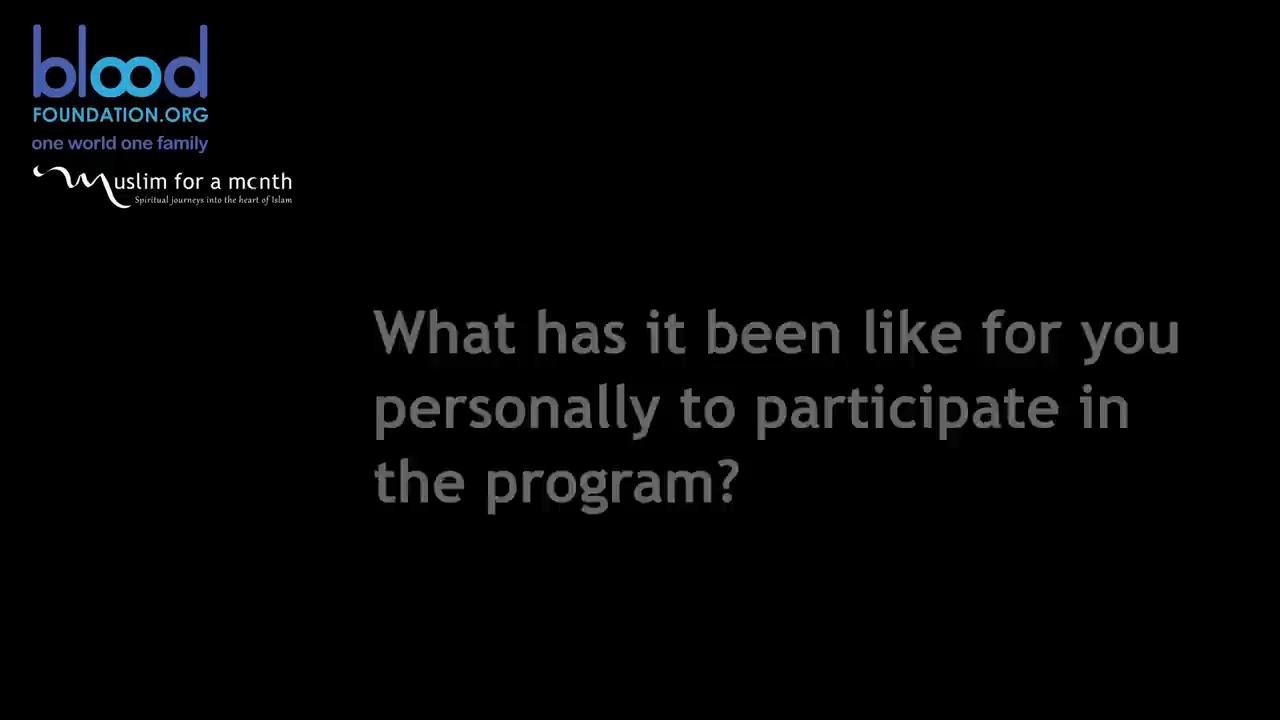 blood
FOUNDATION.ORG
one world one family
Muslim for a month
Spiritual journeys into the heart of Islam
What has it been like for you
personally to participate in
the program?